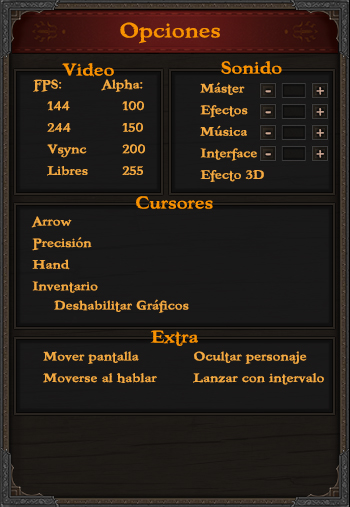 Opciones
Video
FPS: Alpha:
144 100
244 150
Vsync 200
Libres 255
Sonido
Máster - +
Efectos - +
Música - +
Interface - +
Efecto 3D
Cursores
Arrow
Precisión
Hand
Inventario
Deshabilitar Gráficos
Extra
Mover pantalla Ocultar personaje
Moverse al hablar Lanzar con intervalo